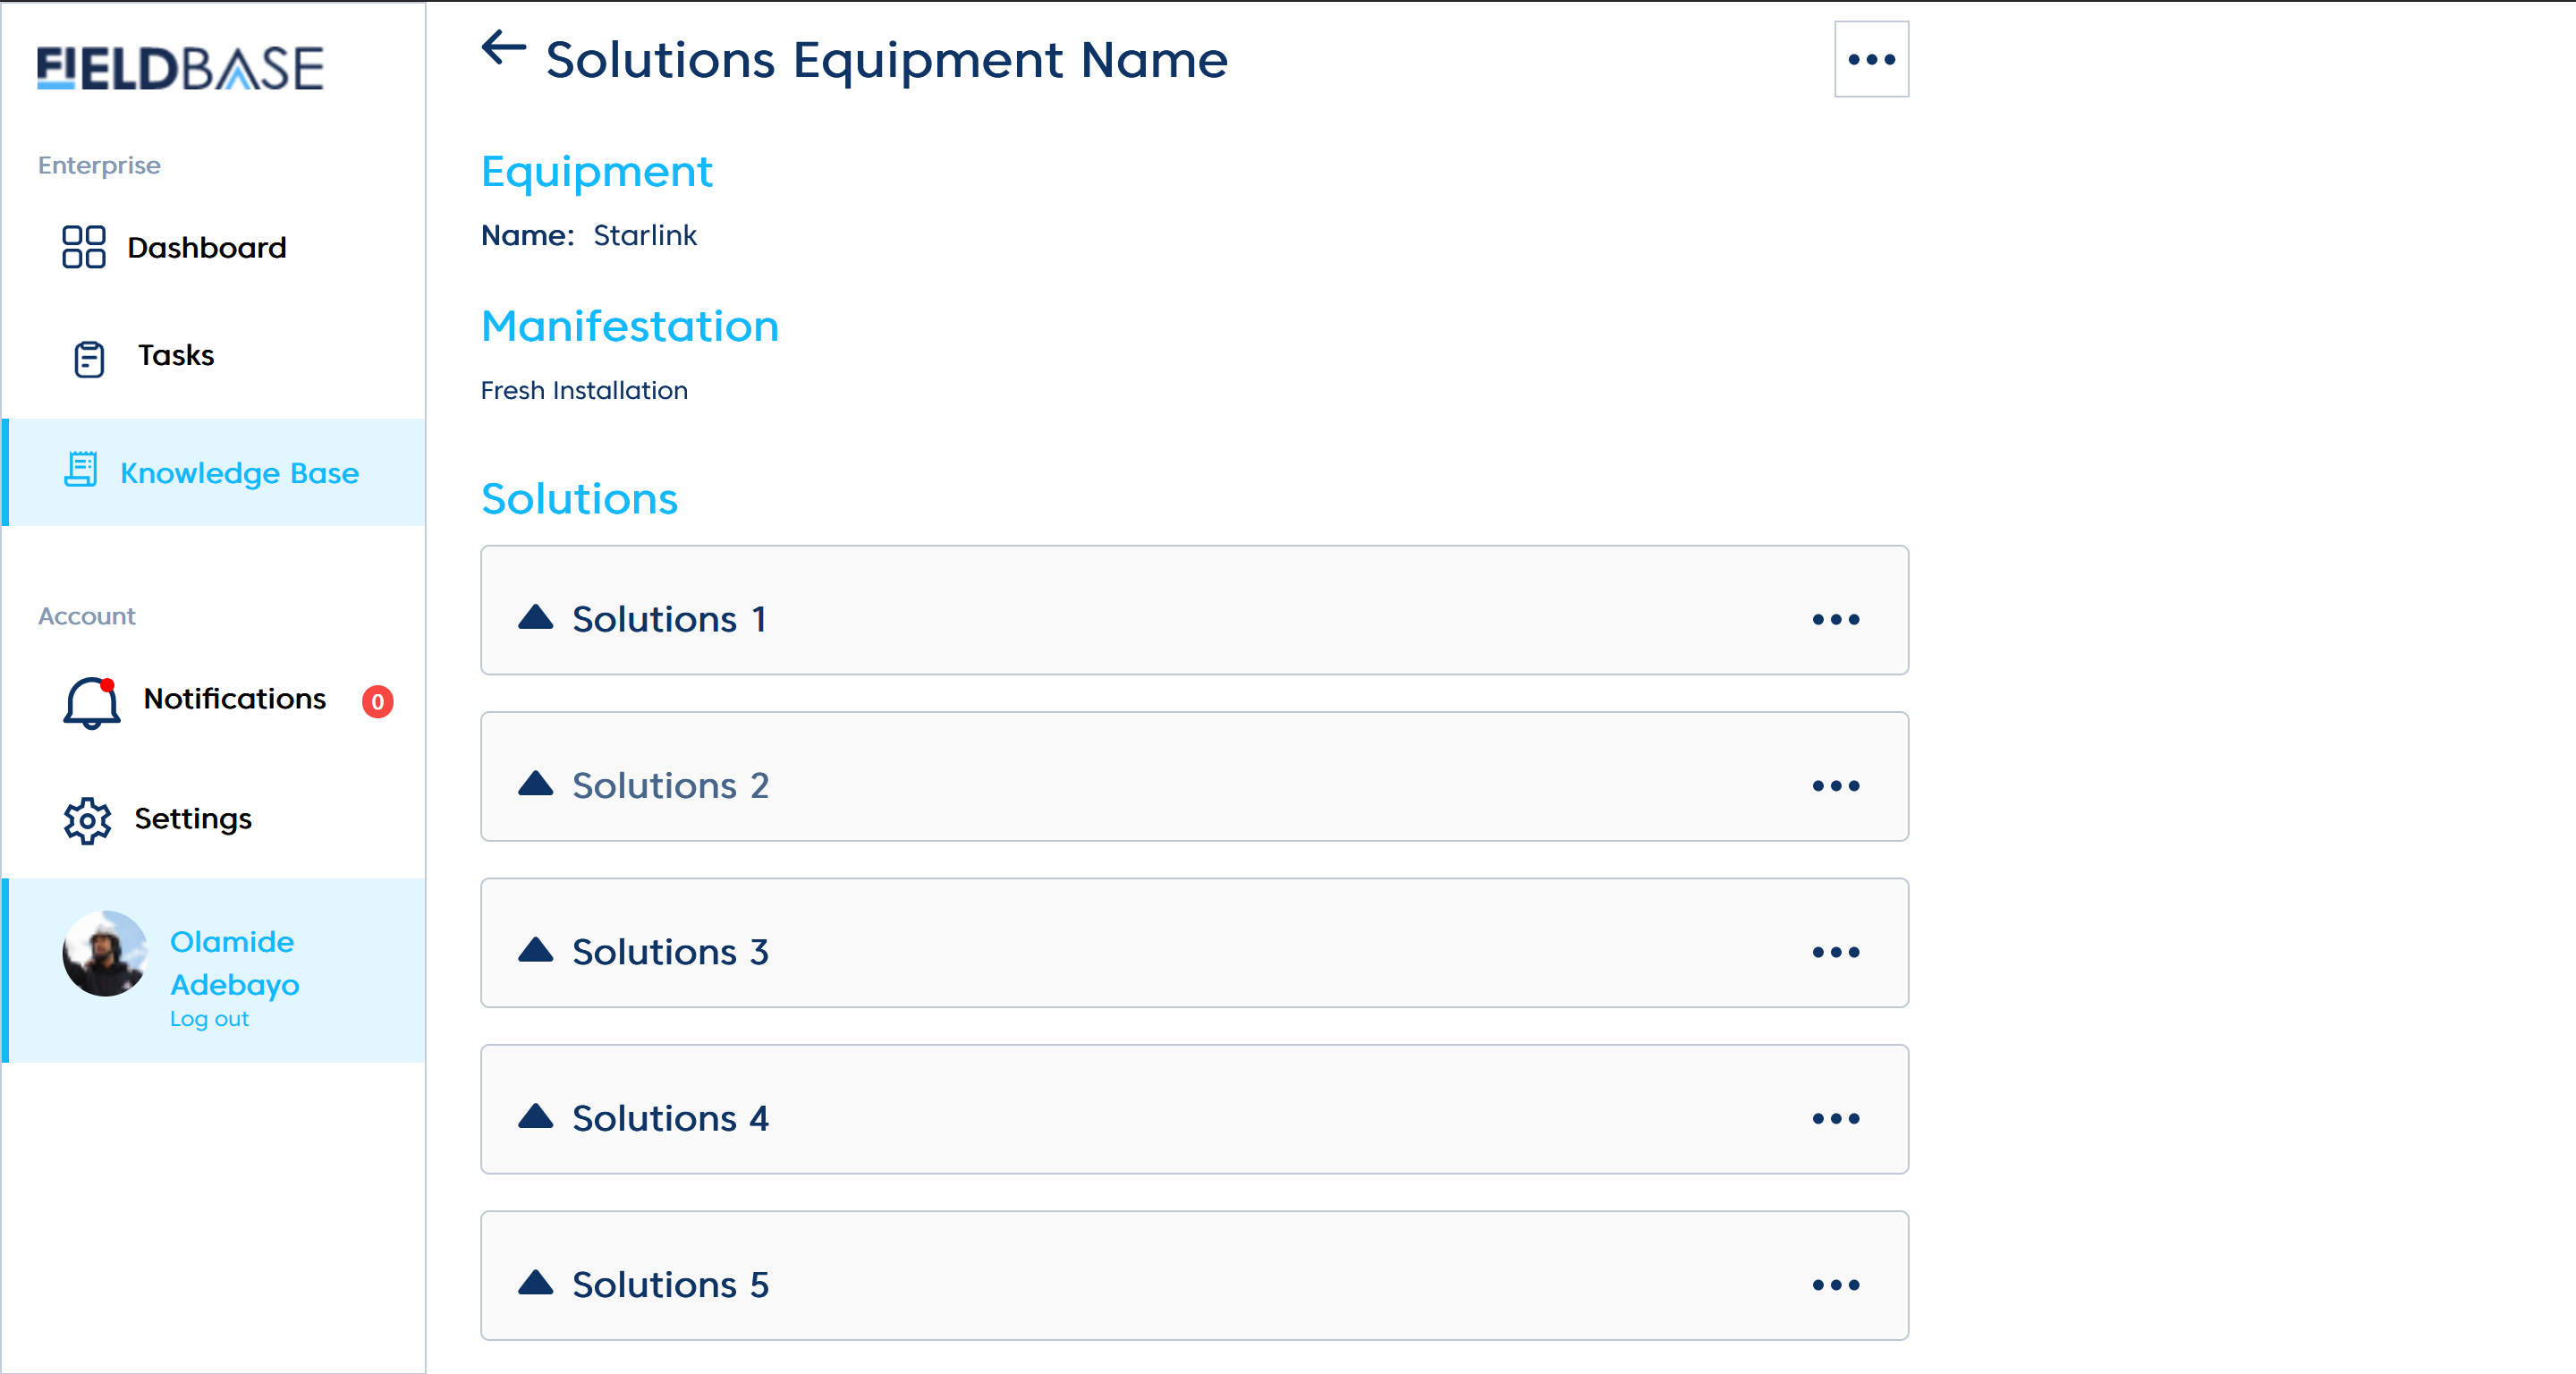 FIELDBASE
Enterprise
Dashboard
Tasks
Knowledge Base
Account
Notifications 0
Settings
Olamide
Adebayo
Log out
Solutions Equipment Name
Equipment
Name: Starlink
Manifestation
Fresh Installation
Solutions
Solutions 1
Solutions 2
Solutions 3
Solutions 4
Solutions 5